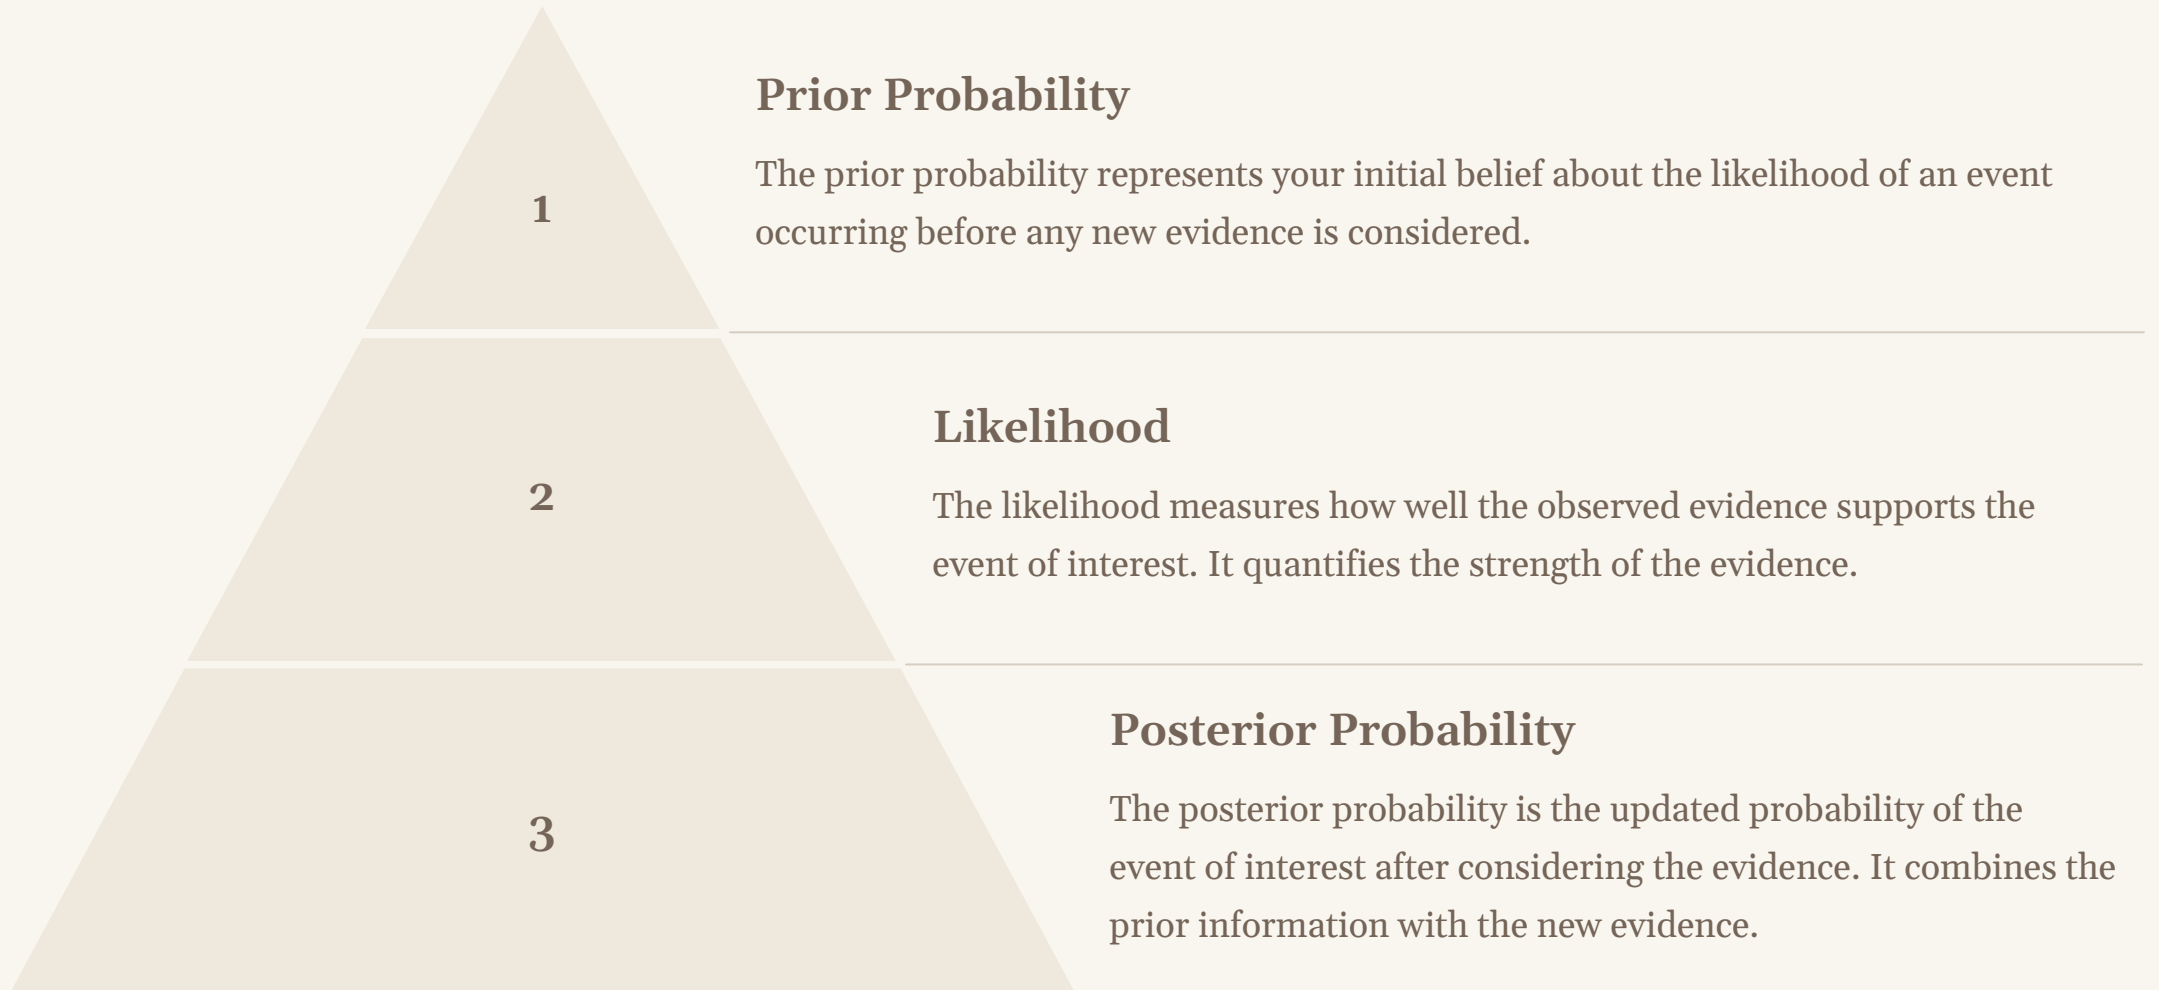 1
Prior Probability
The prior probability represents your initial belief about the likelihood of an event
occurring before any new evidence is considered.
2
Likelihood
The likelihood measures how well the observed evidence supports the
event of interest. It quantifies the strength of the evidence.
3
Posterior Probability
The posterior probability is the updated probability of the
event of interest after considering the evidence. It combines the
prior information with the new evidence.